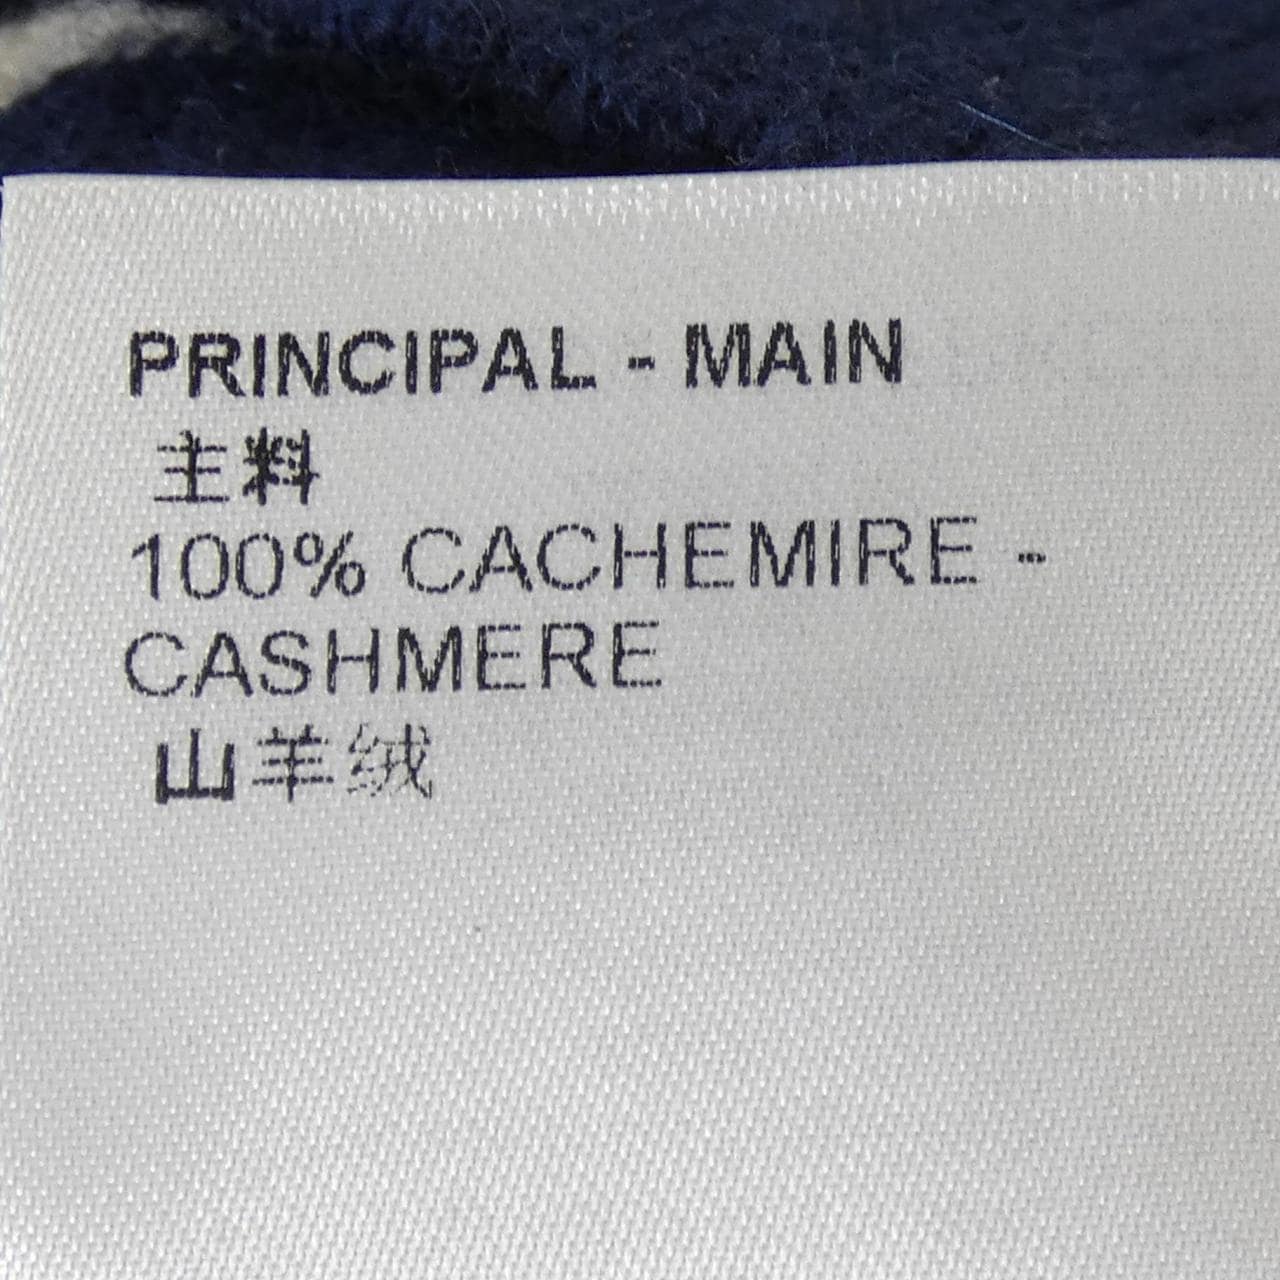 PRINCIPAL - MAIN
主料
100% CACHEMIRE -
CASHMERE
山羊绒